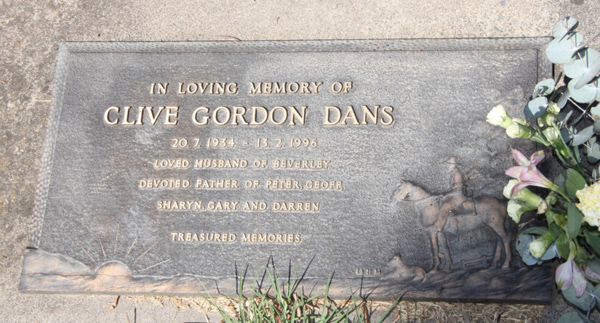 IN LOVING MEMORY OF
CLIVE GORDON DANS
20.7.1934 - 13.2.1996
LOVED HUSBAND OF BEVERLEY
DEVOTED FATHER OF PETER, GEOFF,
SHARYN, GARY AND DARREN.
TREASURED MEMORIES.